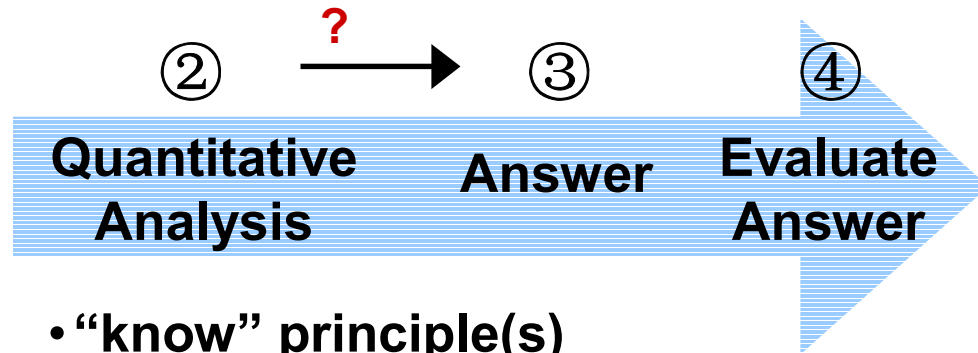 ?
② ③ ④
Quantitative Analysis
Answer
Evaluate Answer
• “know” principle(s)